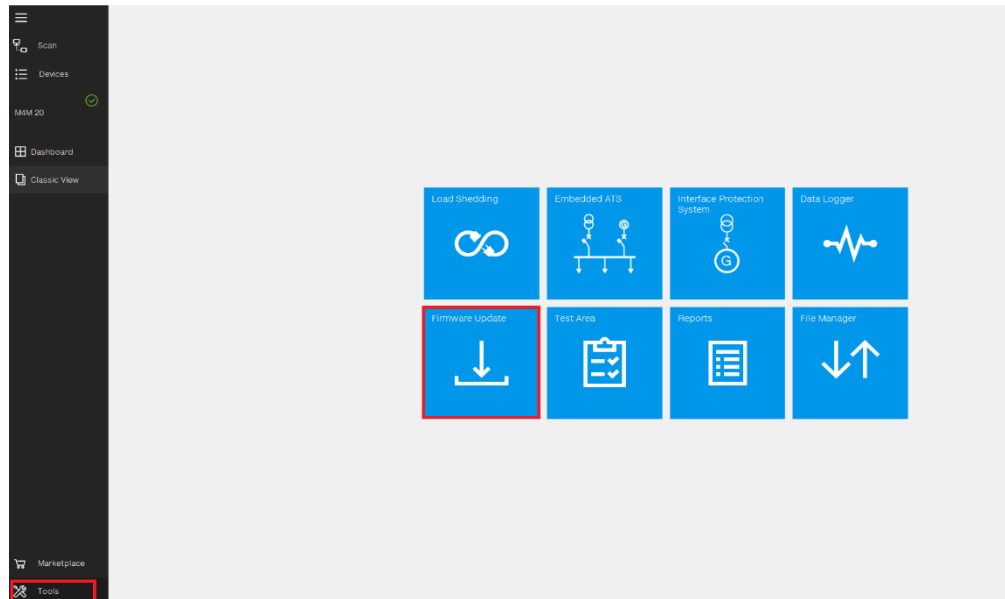 Scan
Devices
M4M 20
Dashboard
Classic View
Load Shedding
Embedded ATS
Interface Protection
System
G
G
Data Logger
Firmware Update
Test Area
Reports
File Manager
Marketplace
Tools